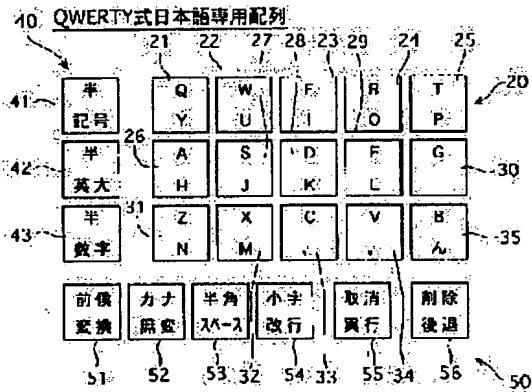 QWERTY式日本語専用配列
40 21 22 27 28 23 29 24 25
41 半 Q W F R T 20
記号 Y U I O P
42 26 半 A S D F G 30
英大 H J K L
43 半 31 Z X C V B 35
数字 N M 、 . ん
前候 カナ 半角 小字 取消 削除
変換 無変 スペース 改行 実行 後退
51 52 53 32 54 33 55 34 56 50